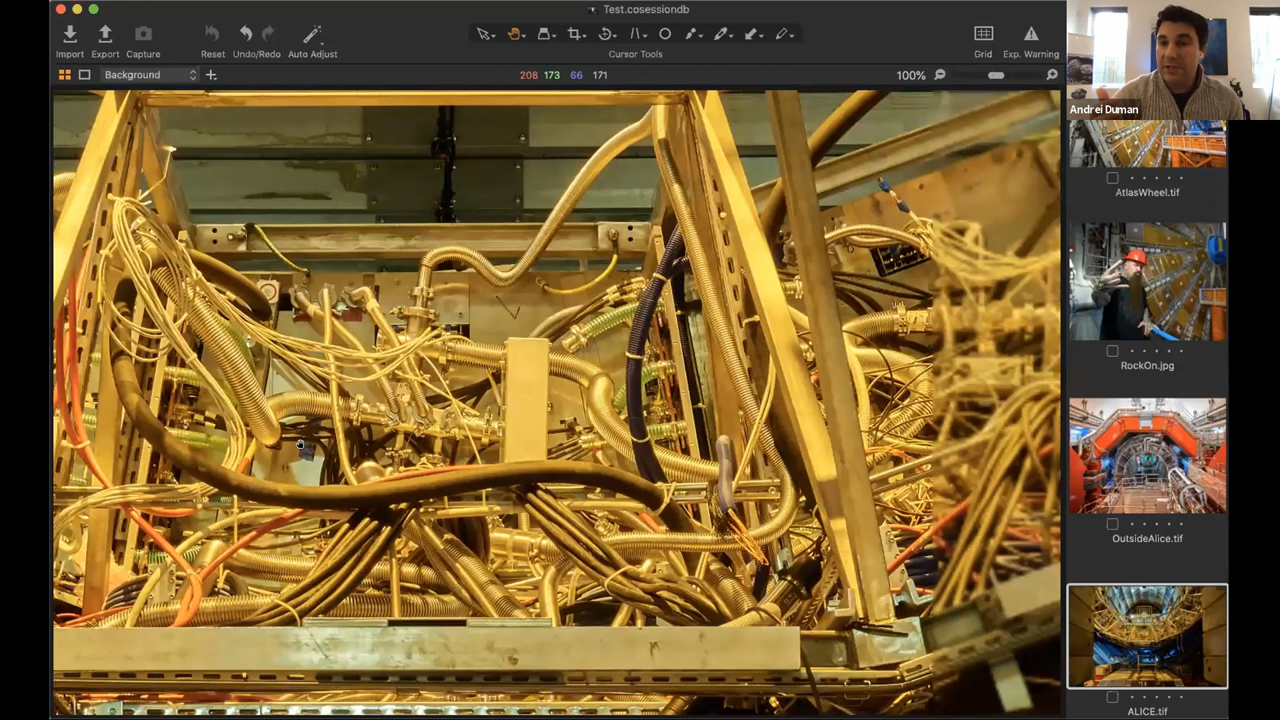 Test.cosessiondb
Import
Export
Capture
Reset
Undo/Redo
Auto Adjust
Cursor Tools
Grid
Exp. Warning
Background
208 173 66 171
100%
Andrei Duman
AtlasWheel.tif
RockOn.jpg
OutsideAlice.tif
ALICE.tif